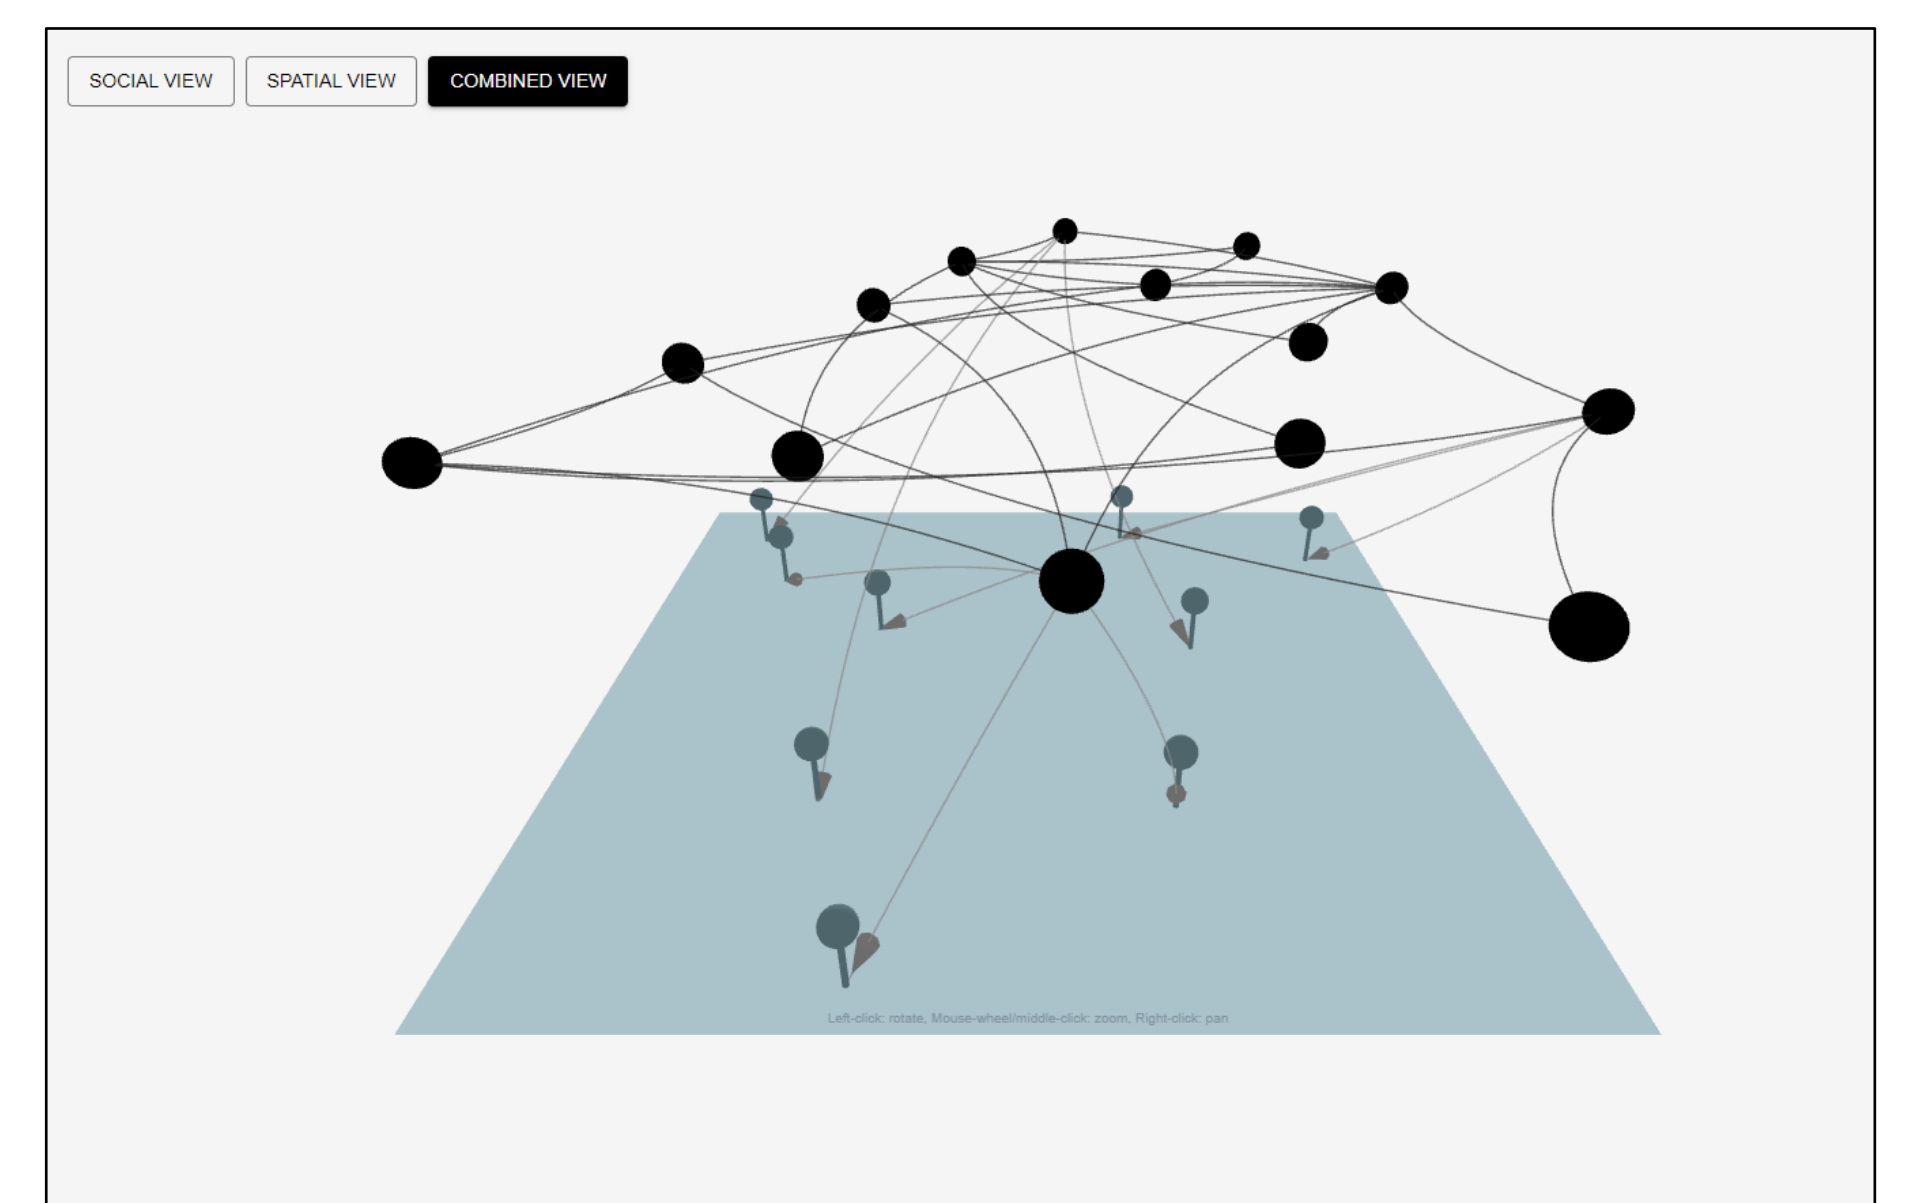 SOCIAL VIEW
SPATIAL VIEW
COMBINED VIEW
Left-click: rotate, Mouse-wheel/middle-click: zoom, Right-click: pan